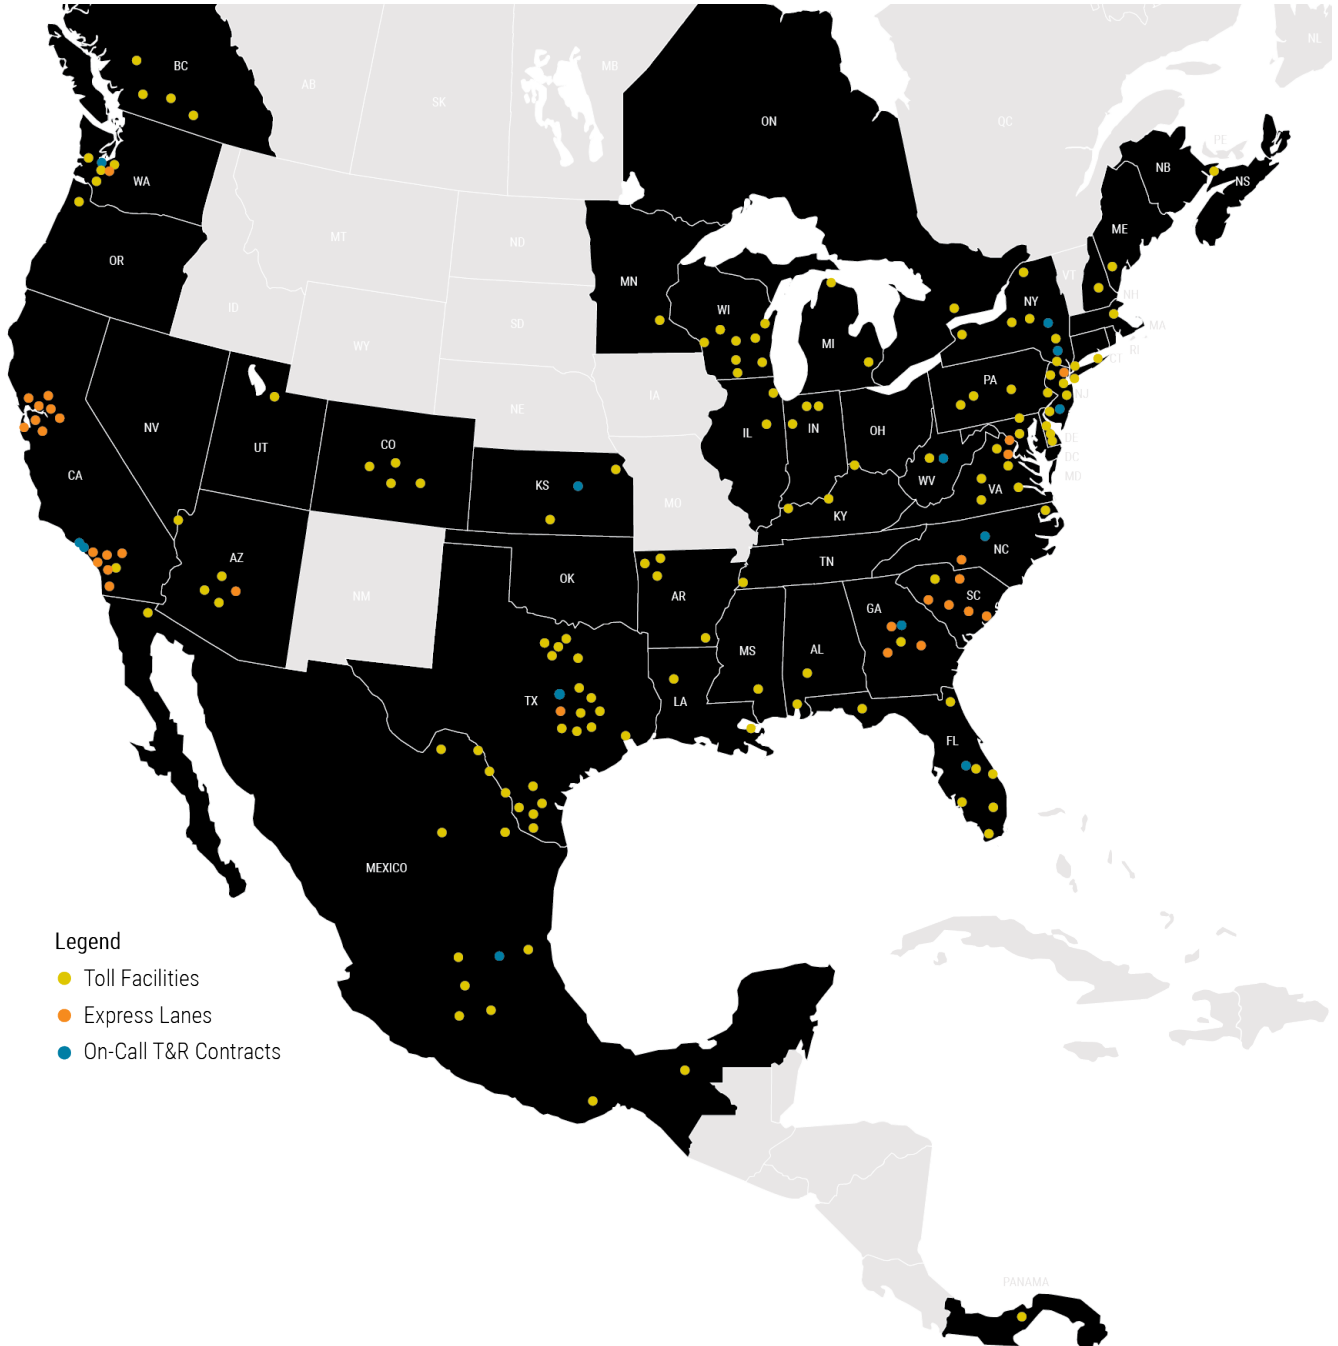 NL
BC
MB
AB
SK
ON
QC
PE
NB
NS
WA
ME
MT
ND
OR
VT
MN
NH
NY
ID
WI
SD
MA
WY
MI
RI
CT
PA
NE
IA
NJ
NV
IN
OH
IL
CO
UT
DE
DC
CA
MD
WV
KS
VA
MO
KY
NC
AZ
TN
OK
NM
AR
SC
GA
MS
AL
TX
LA
FL
MEXICO
Legend
Toll Facilities
Express Lanes
On-Call T&R Contracts
PANAMA